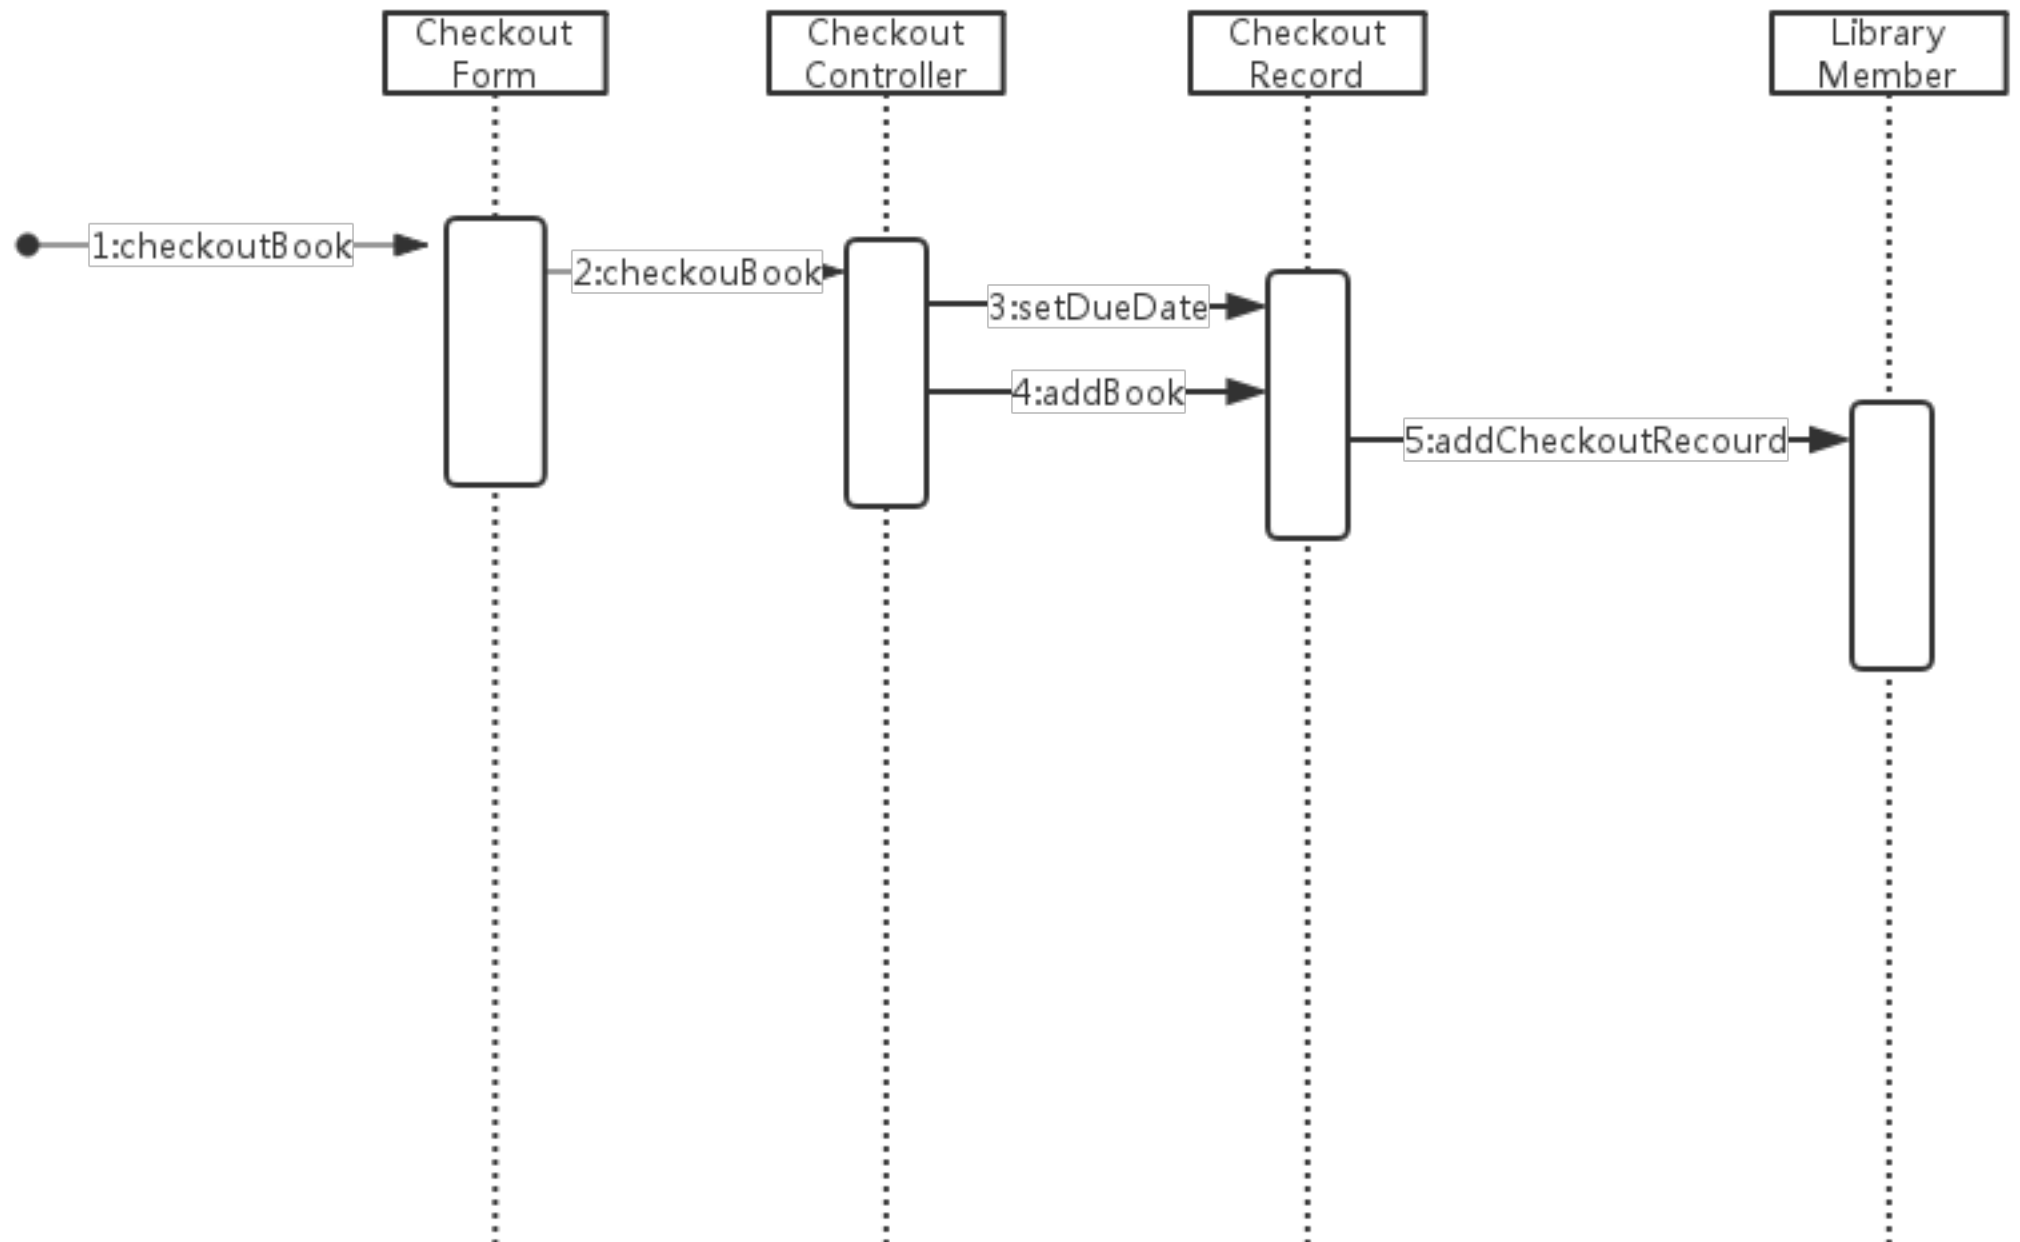 Checkout
Form
Checkout
Controller
Checkout
Record
Library
Member
1:checkoutBook
2:checkouBook
3:setDueDate
4:addBook
5:addCheckoutRecourd